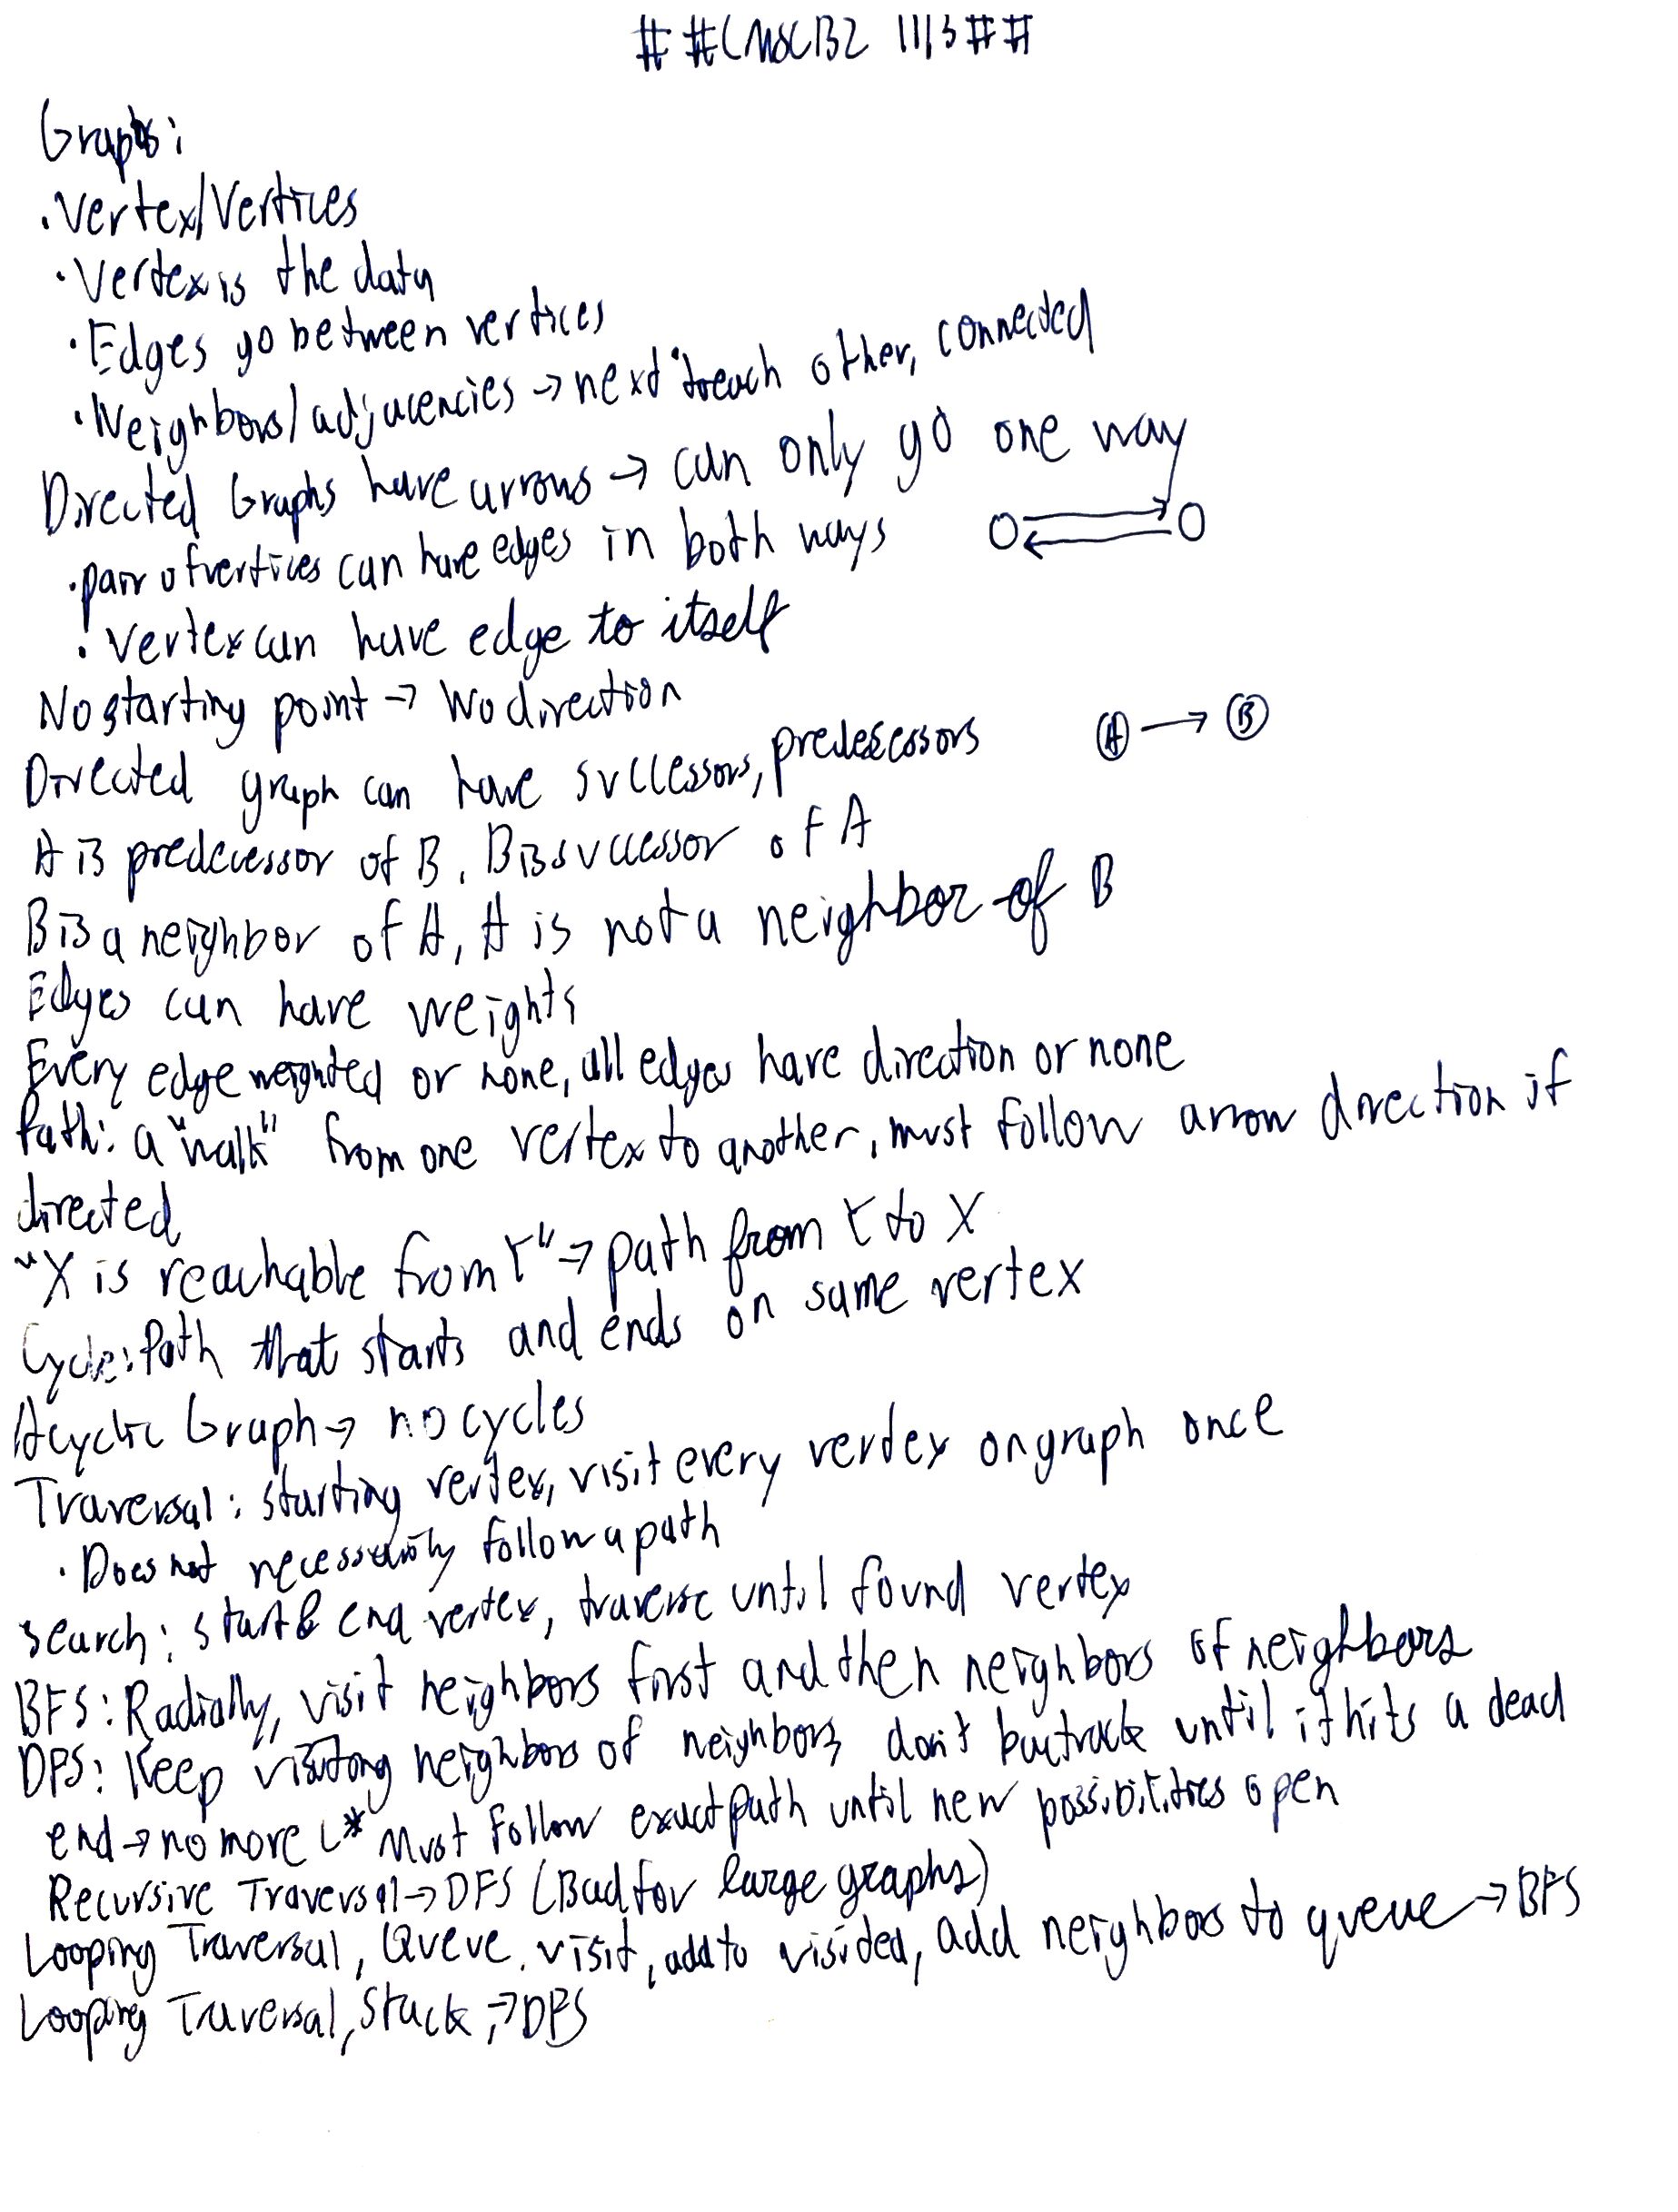 ##CMSC132 11/3##
Graphs:
·Vertex/Vertices
·Vertex is the data
·Edges go between vertices
·Neighbors/adjacencies → next to each other, connected
Directed Graphs have arrows → can only go one way
·pair of vertices can have edges in both ways
·Vertex can have edge to itself
No starting point → No direction
Directed graph can have successors, predecessors
A → B
A is predecessor of B, B is successor of A
B is a neighbor of A, A is not a neighbor of B
Edges can have weights
Every edge weighted or none, all edges have direction or none
Path: a "walk" from one vertex to another, must follow arrow direction if
directed
"X is reachable from Y" → path from Y to X
Cycle: Path that starts and ends on same vertex
Acyclic Graph → no cycles
Traversal: starting vertex, visit every vertex on graph once
·Does not necessarily follow a path
Search: start & end vertex, traverse until found vertex
BFS: Radially, visit neighbors first and then neighbors of neighbors
DFS: Keep visiting neighbors of neighbors, don't backtrack until it hits a dead
end → no more * Must follow exact path until new possibilities open
Recursive Traversal → DFS (Bad for large graphs)
Looping Traversal, Queue, visit, add to visited, add neighbors to queue → BFS
Looping Traversal, Stack, → DFS